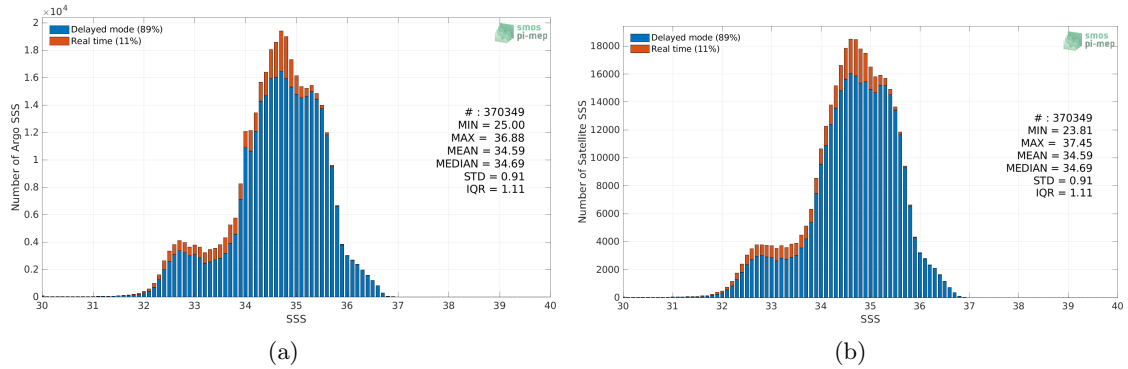 ×10⁴
Delayed mode (89%)
Real time (11%)
smos
pi-mep
# : 370349
MIN = 25.00
MAX = 36.88
MEAN = 34.59
MEDIAN = 34.69
STD = 0.91
IQR = 1.11
Number of Argo SSS
2
1.8
1.6
1.4
1.2
1
0.8
0.6
0.4
0.2
0
30 31 32 33 34 35 36 37 38 39 40
SSS
(a)
Delayed mode (89%)
Real time (11%)
smos
pi-mep
# : 370349
MIN = 23.81
MAX = 37.45
MEAN = 34.59
MEDIAN = 34.69
STD = 0.91
IQR = 1.11
Number of Satellite SSS
18000
16000
14000
12000
10000
8000
6000
4000
2000
0
30 31 32 33 34 35 36 37 38 39 40
SSS
(b)